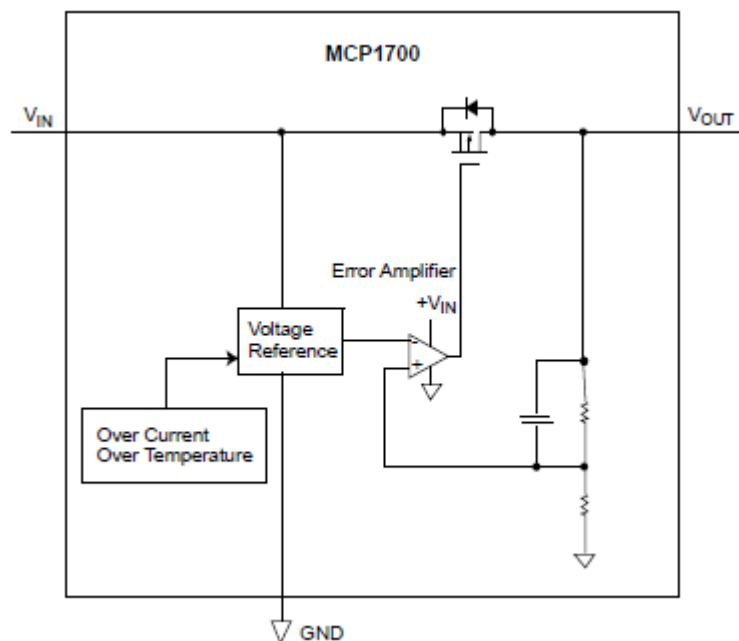 MCP1700
VIN
VOUT
Error Amplifier
+VIN
Voltage
Reference
-
+
Over Current
Over Temperature
GND